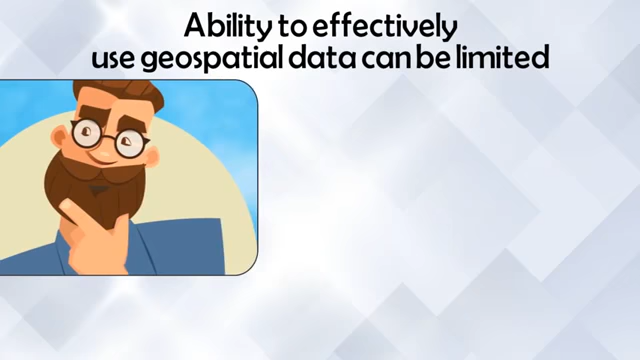 Ability to effectively
use geospatial data can be limited